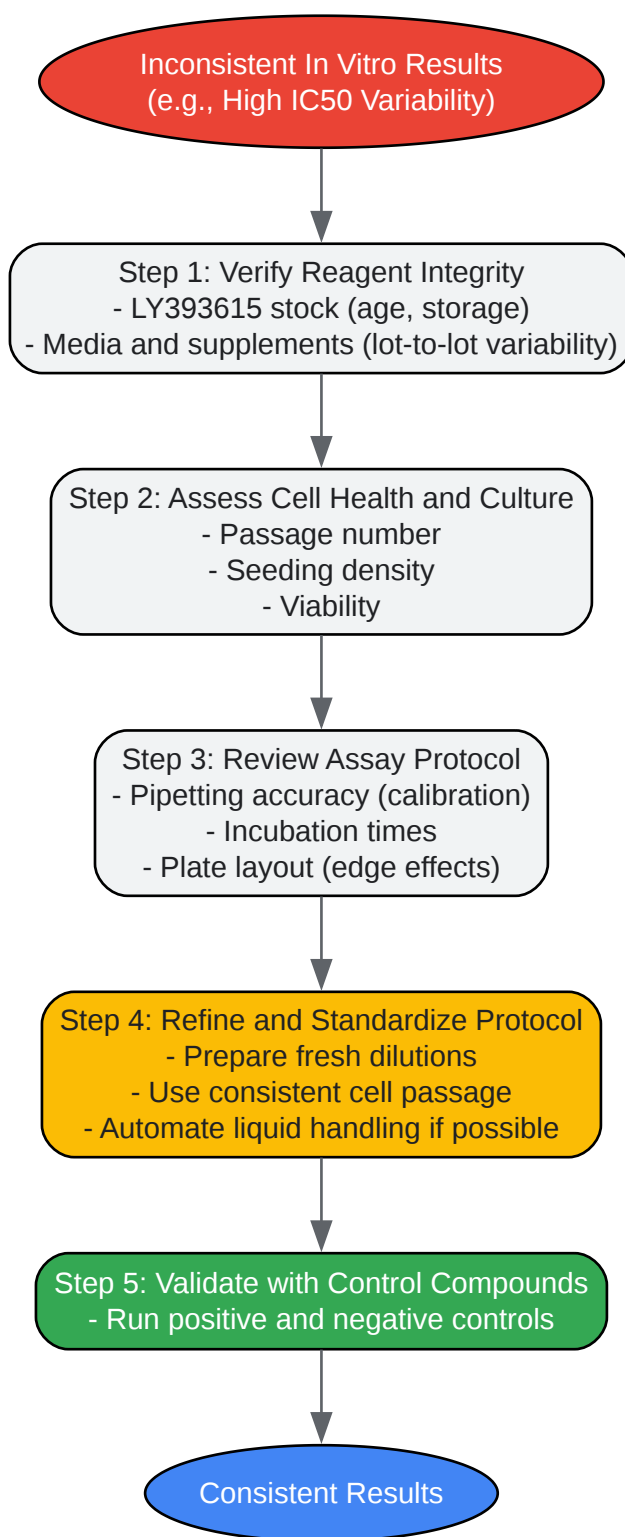 Inconsistent In Vitro Results
(e.g., High IC50 Variability)
Step 1: Verify Reagent Integrity
- LY393615 stock (age, storage)
- Media and supplements (lot-to-lot variability)
Step 2: Assess Cell Health and Culture
- Passage number
- Seeding density
- Viability
Step 3: Review Assay Protocol
- Pipetting accuracy (calibration)
- Incubation times
- Plate layout (edge effects)
Step 4: Refine and Standardize Protocol
- Prepare fresh dilutions
- Use consistent cell passage
- Automate liquid handling if possible
Step 5: Validate with Control Compounds
- Run positive and negative controls
Consistent Results